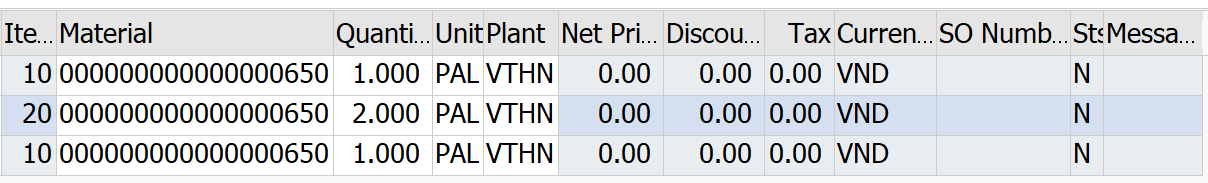 Ite... Material Quanti... Unit Plant Net Pri... Discou... Tax Curren... SO Numb... Sts Messa...
10 000000000000000650 1.000 PAL VTHN 0.00 0.00 0.00 VND N
20 000000000000000650 2.000 PAL VTHN 0.00 0.00 0.00 VND N
10 000000000000000650 1.000 PAL VTHN 0.00 0.00 0.00 VND N